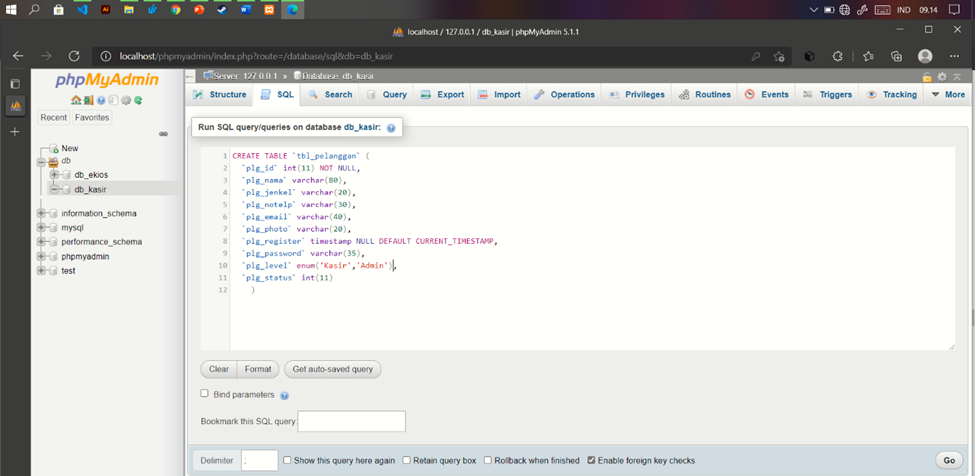 IND 09.14
localhost / 127.0.0.1 / db_kasir | phpMyAdmin 5.1.1
localhost/phpmyadmin/index.php?route=/database/sql&db=db_kasir
phpMyAdmin
Recent Favorites
New
db
db_ekios
db_kasir
information_schema
mysql
performance_schema
phpmyadmin
test
Server: 127.0.0.1 » Database: db_kasir
Structure SQL Search Query Export Import Operations Privileges Routines Events Triggers Tracking More
Run SQL query/queries on database db_kasir:
1 CREATE TABLE `tbl_pelanggan` (
2 `plg_id` int(11) NOT NULL,
3 `plg_nama` varchar(80),
4 `plg_jenkel` varchar(20),
5 `plg_notelp` varchar(30),
6 `plg_email` varchar(40),
7 `plg_photo` varchar(20),
8 `plg_register` timestamp NULL DEFAULT CURRENT_TIMESTAMP,
9 `plg_password` varchar(35),
10 `plg_level` enum('Kasir','Admin'),
11 `plg_status` int(11)
12 )
Clear Format Get auto-saved query
Bind parameters
Bookmark this SQL query:
Delimiter ; Show this query here again Retain query box Rollback when finished Enable foreign key checks Go